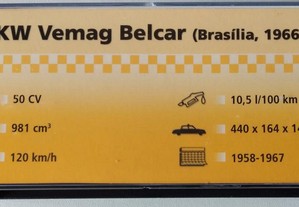 KW Vemag Belcar (Brasília, 1966
50 CV
10,5 l/100 km
981 cm³
440 x 164 x 14
120 km/h
1958-1967